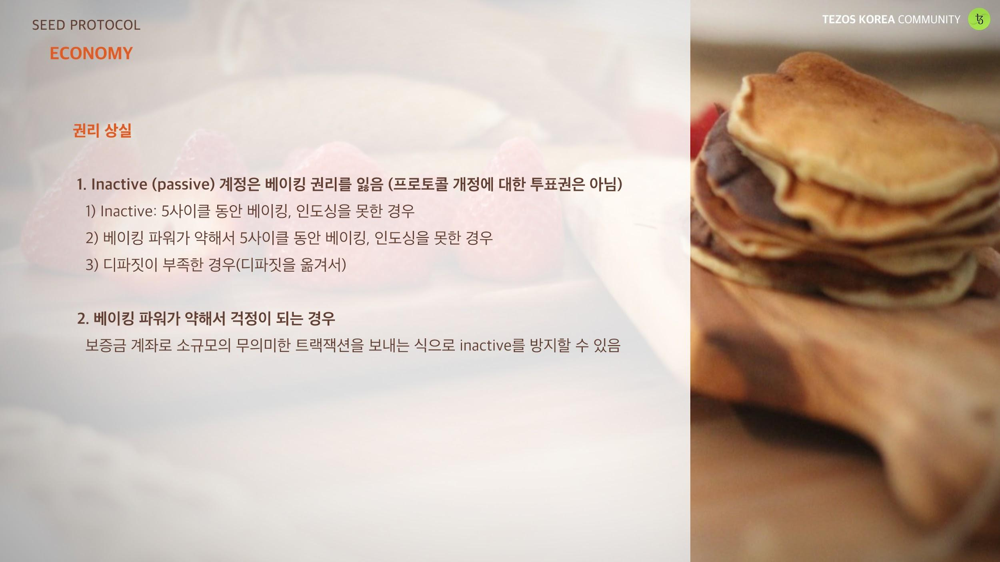 SEED PROTOCOL
ECONOMY
TEZOS KOREA COMMUNITY
권리 상실
1. Inactive (passive) 계정은 베이킹 권리를 잃음 (프로토콜 개정에 대한 투표권은 아님)
1) Inactive: 5사이클 동안 베이킹, 인도싱을 못한 경우
2) 베이킹 파워가 약해서 5사이클 동안 베이킹, 인도싱을 못한 경우
3) 디파짓이 부족한 경우(디파짓을 옮겨서)
2. 베이킹 파워가 약해서 걱정이 되는 경우
보증금 계좌로 소규모의 무의미한 트랙잭션을 보내는 식으로 inactive를 방지할 수 있음